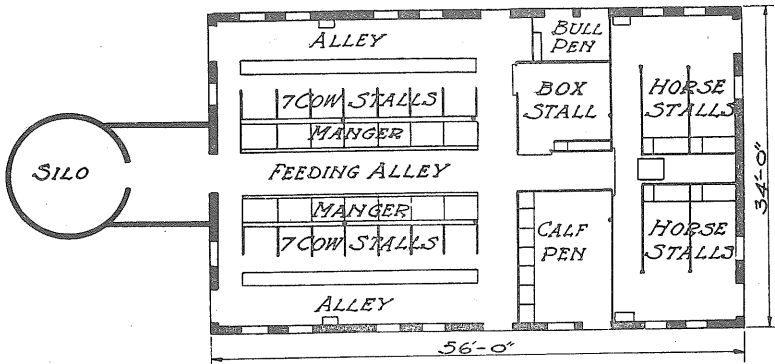 ALLEY
BULL
PEN
7 COW STALLS
BOX
STALL
HORSE
STALLS
MANGER
SILO
FEEDING ALLEY
MANGER
7 COW STALLS
CALF
PEN
HORSE
STALLS
ALLEY
34'-0"
56'-0"